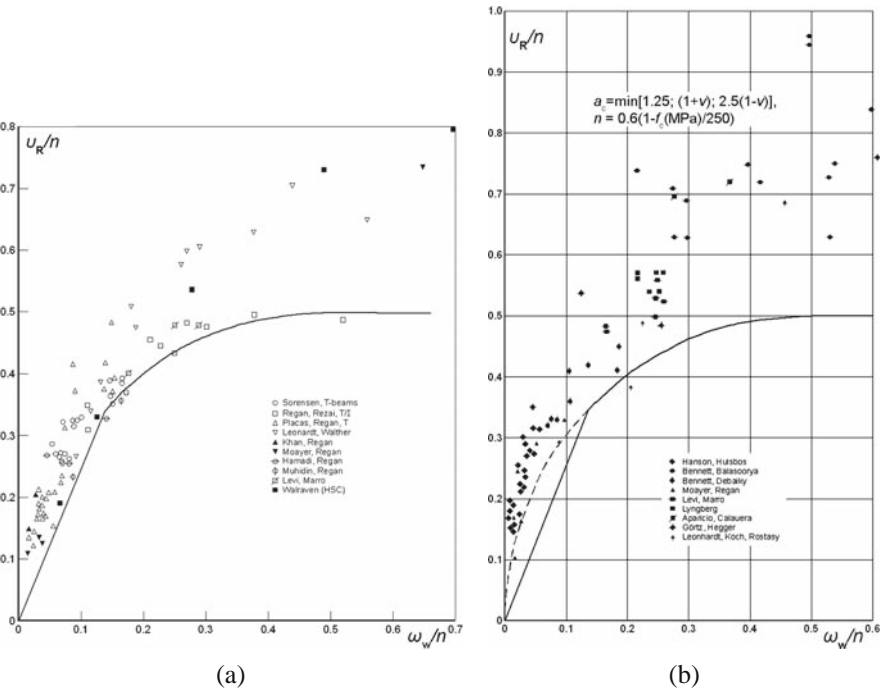 υR/n
0.8
0.7
0.6
0.5
0.4
0.3
0.2
0.1
0
0
0.1
0.2
0.3
0.4
0.5
0.6
0.7
ωw/n
Sorensen, T-beams
Regan, Rezai, T/I
Placas, Regan, T
Leonardt, Walther
Khan, Regan
Moayer, Regan
Hamadi, Regan
Muhidin, Regan
Levi, Marro
Walraven (HSC)
(a)
υR/n
1.0
0.9
0.8
0.7
0.6
0.5
0.4
0.3
0.2
0.1
0
0
0.1
0.2
0.3
0.4
0.5
0.6
ωw/n
ac=min[1.25; (1+ν); 2.5(1-ν)],
n = 0.6(1-fc(MPa)/250)
Hanson, Hulsbos
Bennett, Balasoorya
Bennett, Debaiky
Moayer, Regan
Levi, Marro
Lyngberg
Aparicio, Calauera
Görtz, Hegger
Leonhardt, Koch, Rostasy
(b)